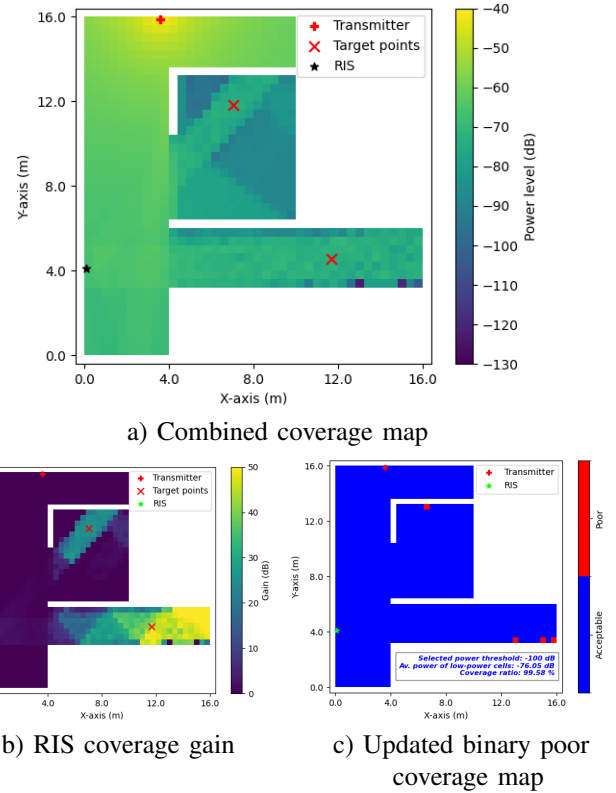 16.0
12.0
8.0
4.0
0.0
Y-axis (m)
0.0 4.0 8.0 12.0 16.0
X-axis (m)
Transmitter
Target points
RIS
−40
−50
−60
−70
−80
−90
−100
−110
−120
−130
Power level (dB)
a) Combined coverage map
Transmitter
Target points
RIS
0.0 4.0 8.0 12.0 16.0
X-axis (m)
50
40
30
20
10
0
Gain (dB)
b) RIS coverage gain
16.0
12.0
8.0
4.0
0.0
Y-axis (m)
Transmitter
RIS
Selected power threshold: -100 dB
Av. power of low-power cells: -76.05 dB
Coverage ratio: 99.58 %
0.0 4.0 8.0 12.0 16.0
X-axis (m)
Poor
Acceptable
c) Updated binary poor
coverage map